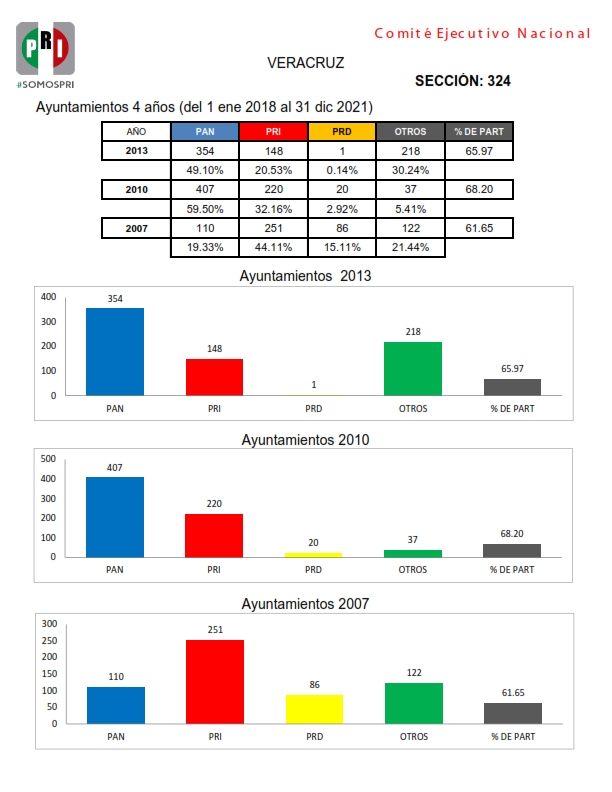 Comité Ejecutivo Nacional
PRI
#SOMOSPRI
VERACRUZ
SECCIÓN: 324
Ayuntamientos 4 años (del 1 ene 2018 al 31 dic 2021)
AÑO PAN PRI PRD OTROS % DE PART
2013 354 148 1 218 65.97
49.10% 20.53% 0.14% 30.24%
2010 407 220 20 37 68.20
59.50% 32.16% 2.92% 5.41%
2007 110 251 86 122 61.65
19.33% 44.11% 15.11% 21.44%
Ayuntamientos 2013
400
354
300
218
200
148
100
65.97
1
0
PAN PRI PRD OTROS % DE PART
Ayuntamientos 2010
500
407
400
300
220
200
100
68.20
37
20
0
PAN PRI PRD OTROS % DE PART
Ayuntamientos 2007
300
251
250
200
150
122
110
100
86
61.65
50
0
PAN PRI PRD OTROS % DE PART